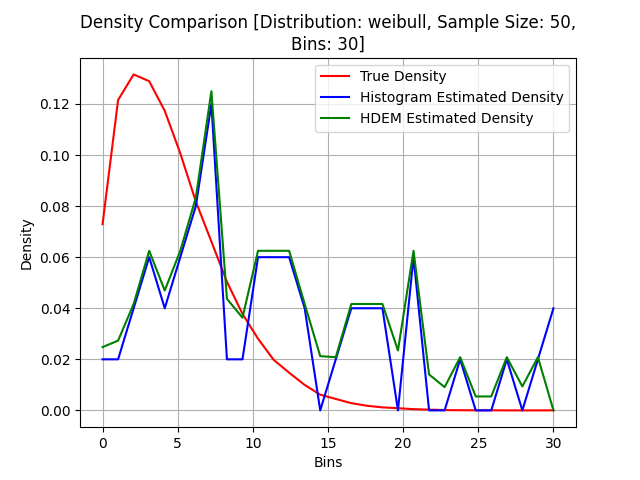 Density Comparison [Distribution: weibull, Sample Size: 50,
Bins: 30]
True Density
Histogram Estimated Density
HDEM Estimated Density
Density
0.12
0.10
0.08
0.06
0.04
0.02
0.00
0 5 10 15 20 25 30
Bins